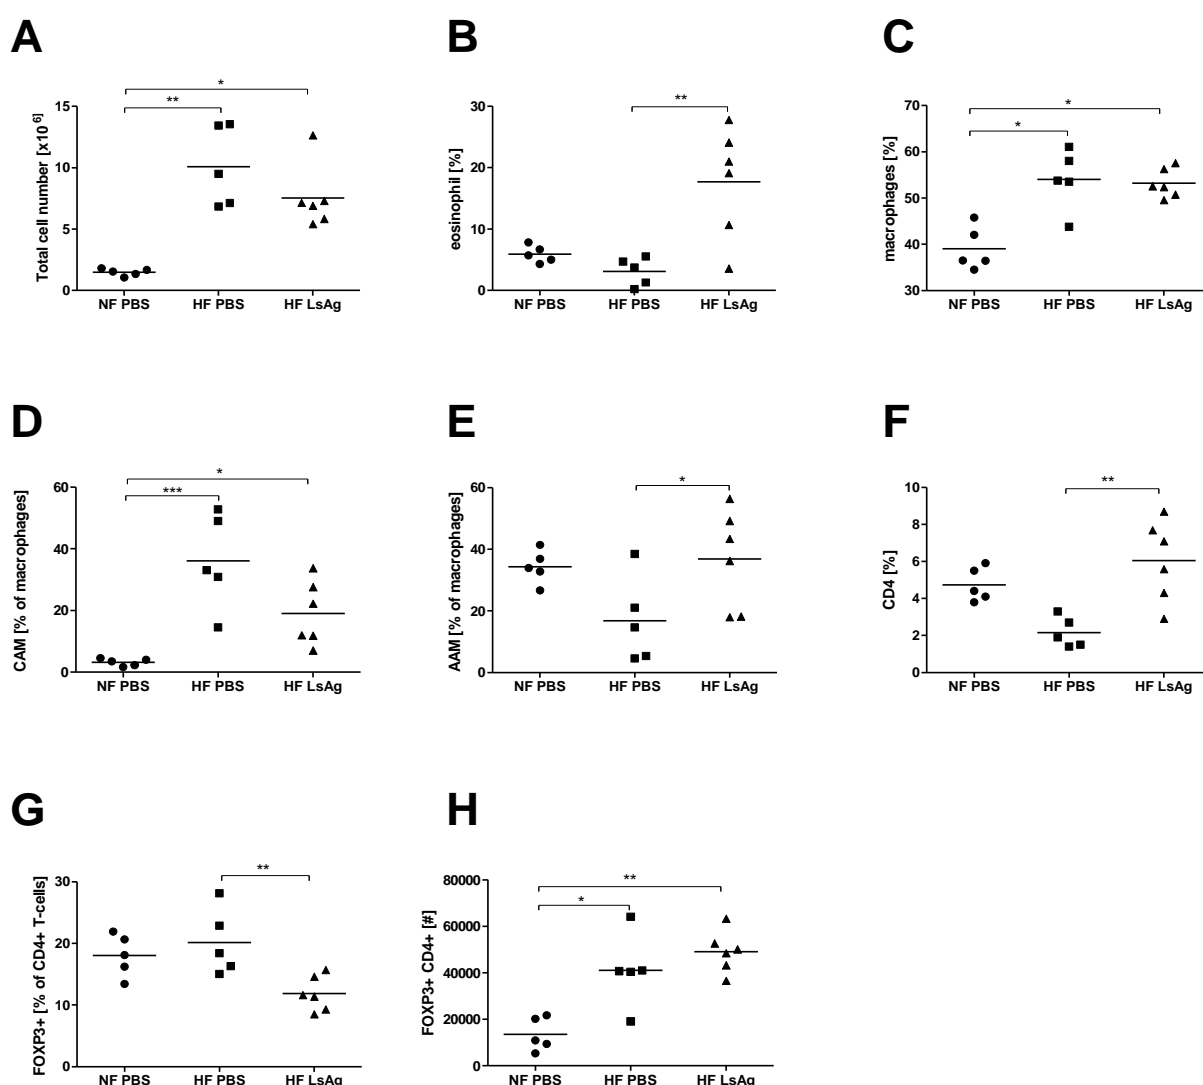 A
B
C
*
**
Total cell number [x10 6]
15
10
5
0
NF PBS HF PBS HF LsAg
**
eosinophil [%]
30
20
10
0
NF PBS HF PBS HF LsAg
*
*
macrophages [%]
70
60
50
40
30
NF PBS HF PBS HF LsAg
D
E
F
*
***
CAM [% of macrophages]
60
40
20
0
NF PBS HF PBS HF LsAg
*
AAM [% of macrophages]
60
40
20
0
NF PBS HF PBS HF LsAg
**
CD4 [%]
10
8
6
4
2
0
NF PBS HF PBS HF LsAg
G
H
**
FOXP3+ [% of CD4+ T-cells]
30
20
10
0
NF PBS HF PBS HF LsAg
**
*
FOXP3+ CD4+ [#]
80000
60000
40000
20000
0
NF PBS HF PBS HF LsAg